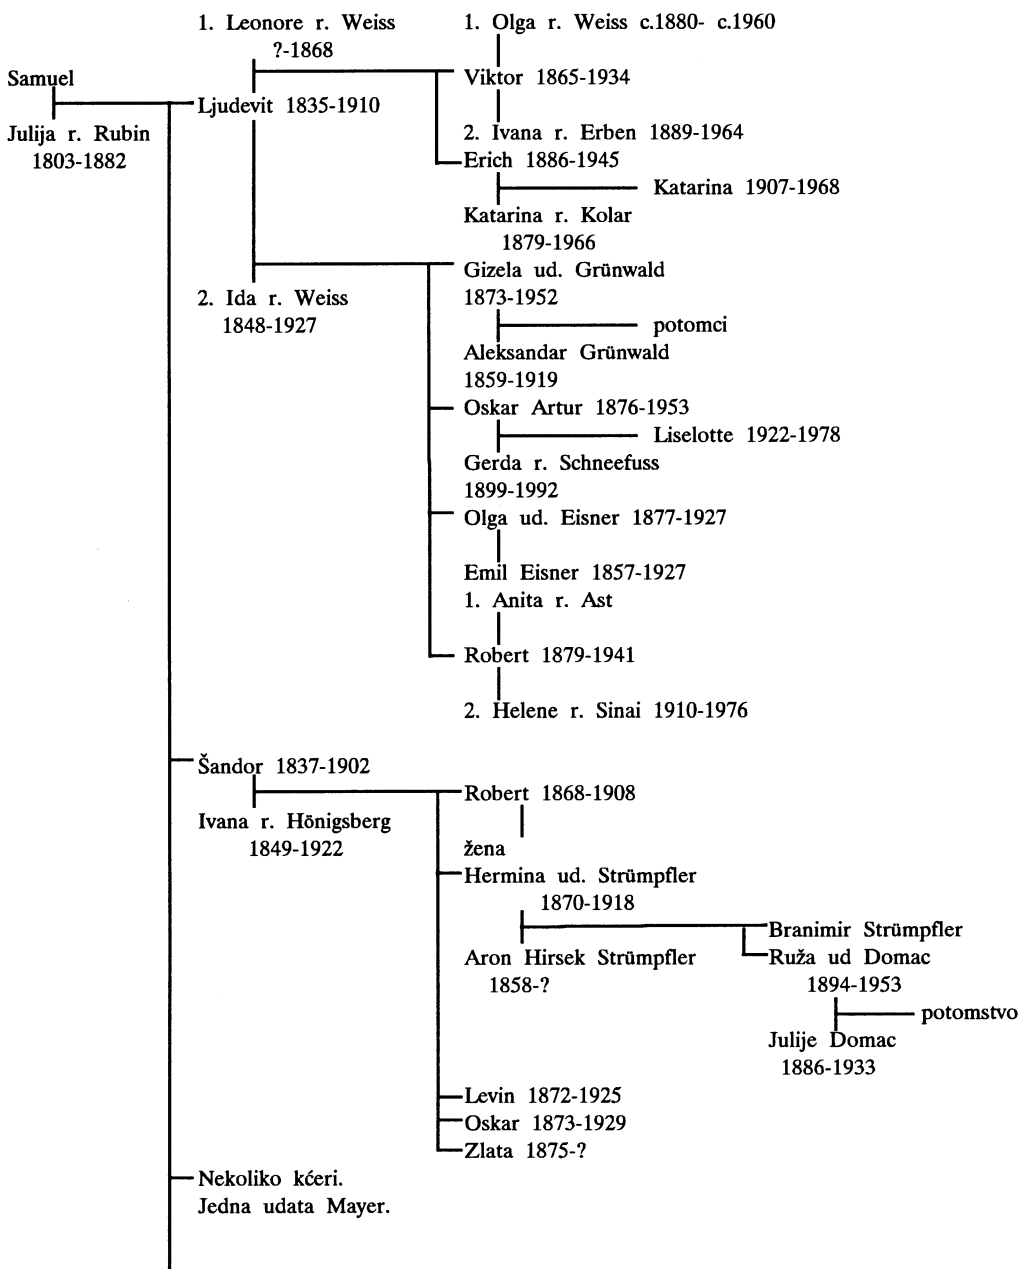 1. Leonore r. Weiss
?-1868
1. Olga r. Weiss c.1880- c.1960
Samuel
Viktor 1865-1934
Ljudevit 1835-1910
Julija r. Rubin
1803-1882
2. Ivana r. Erben 1889-1964
Erich 1886-1945
Katarina 1907-1968
Katarina r. Kolar
1879-1966
Gizela ud. Grünwald
1873-1952
2. Ida r. Weiss
1848-1927
potomci
Aleksandar Grünwald
1859-1919
Oskar Artur 1876-1953
Liselotte 1922-1978
Gerda r. Schneefuss
1899-1992
Olga ud. Eisner 1877-1927
Emil Eisner 1857-1927
1. Anita r. Ast
Robert 1879-1941
2. Helene r. Sinai 1910-1976
Šandor 1837-1902
Robert 1868-1908
Ivana r. Hönigsberg
1849-1922
žena
Hermina ud. Strümpfler
1870-1918
Branimir Strümpfler
Aron Hirsek Strümpfler
1858-?
Ruža ud Domac
1894-1953
potomstvo
Julije Domac
1886-1933
Levin 1872-1925
Oskar 1873-1929
Zlata 1875-?
Nekoliko kćeri.
Jedna udata Mayer.